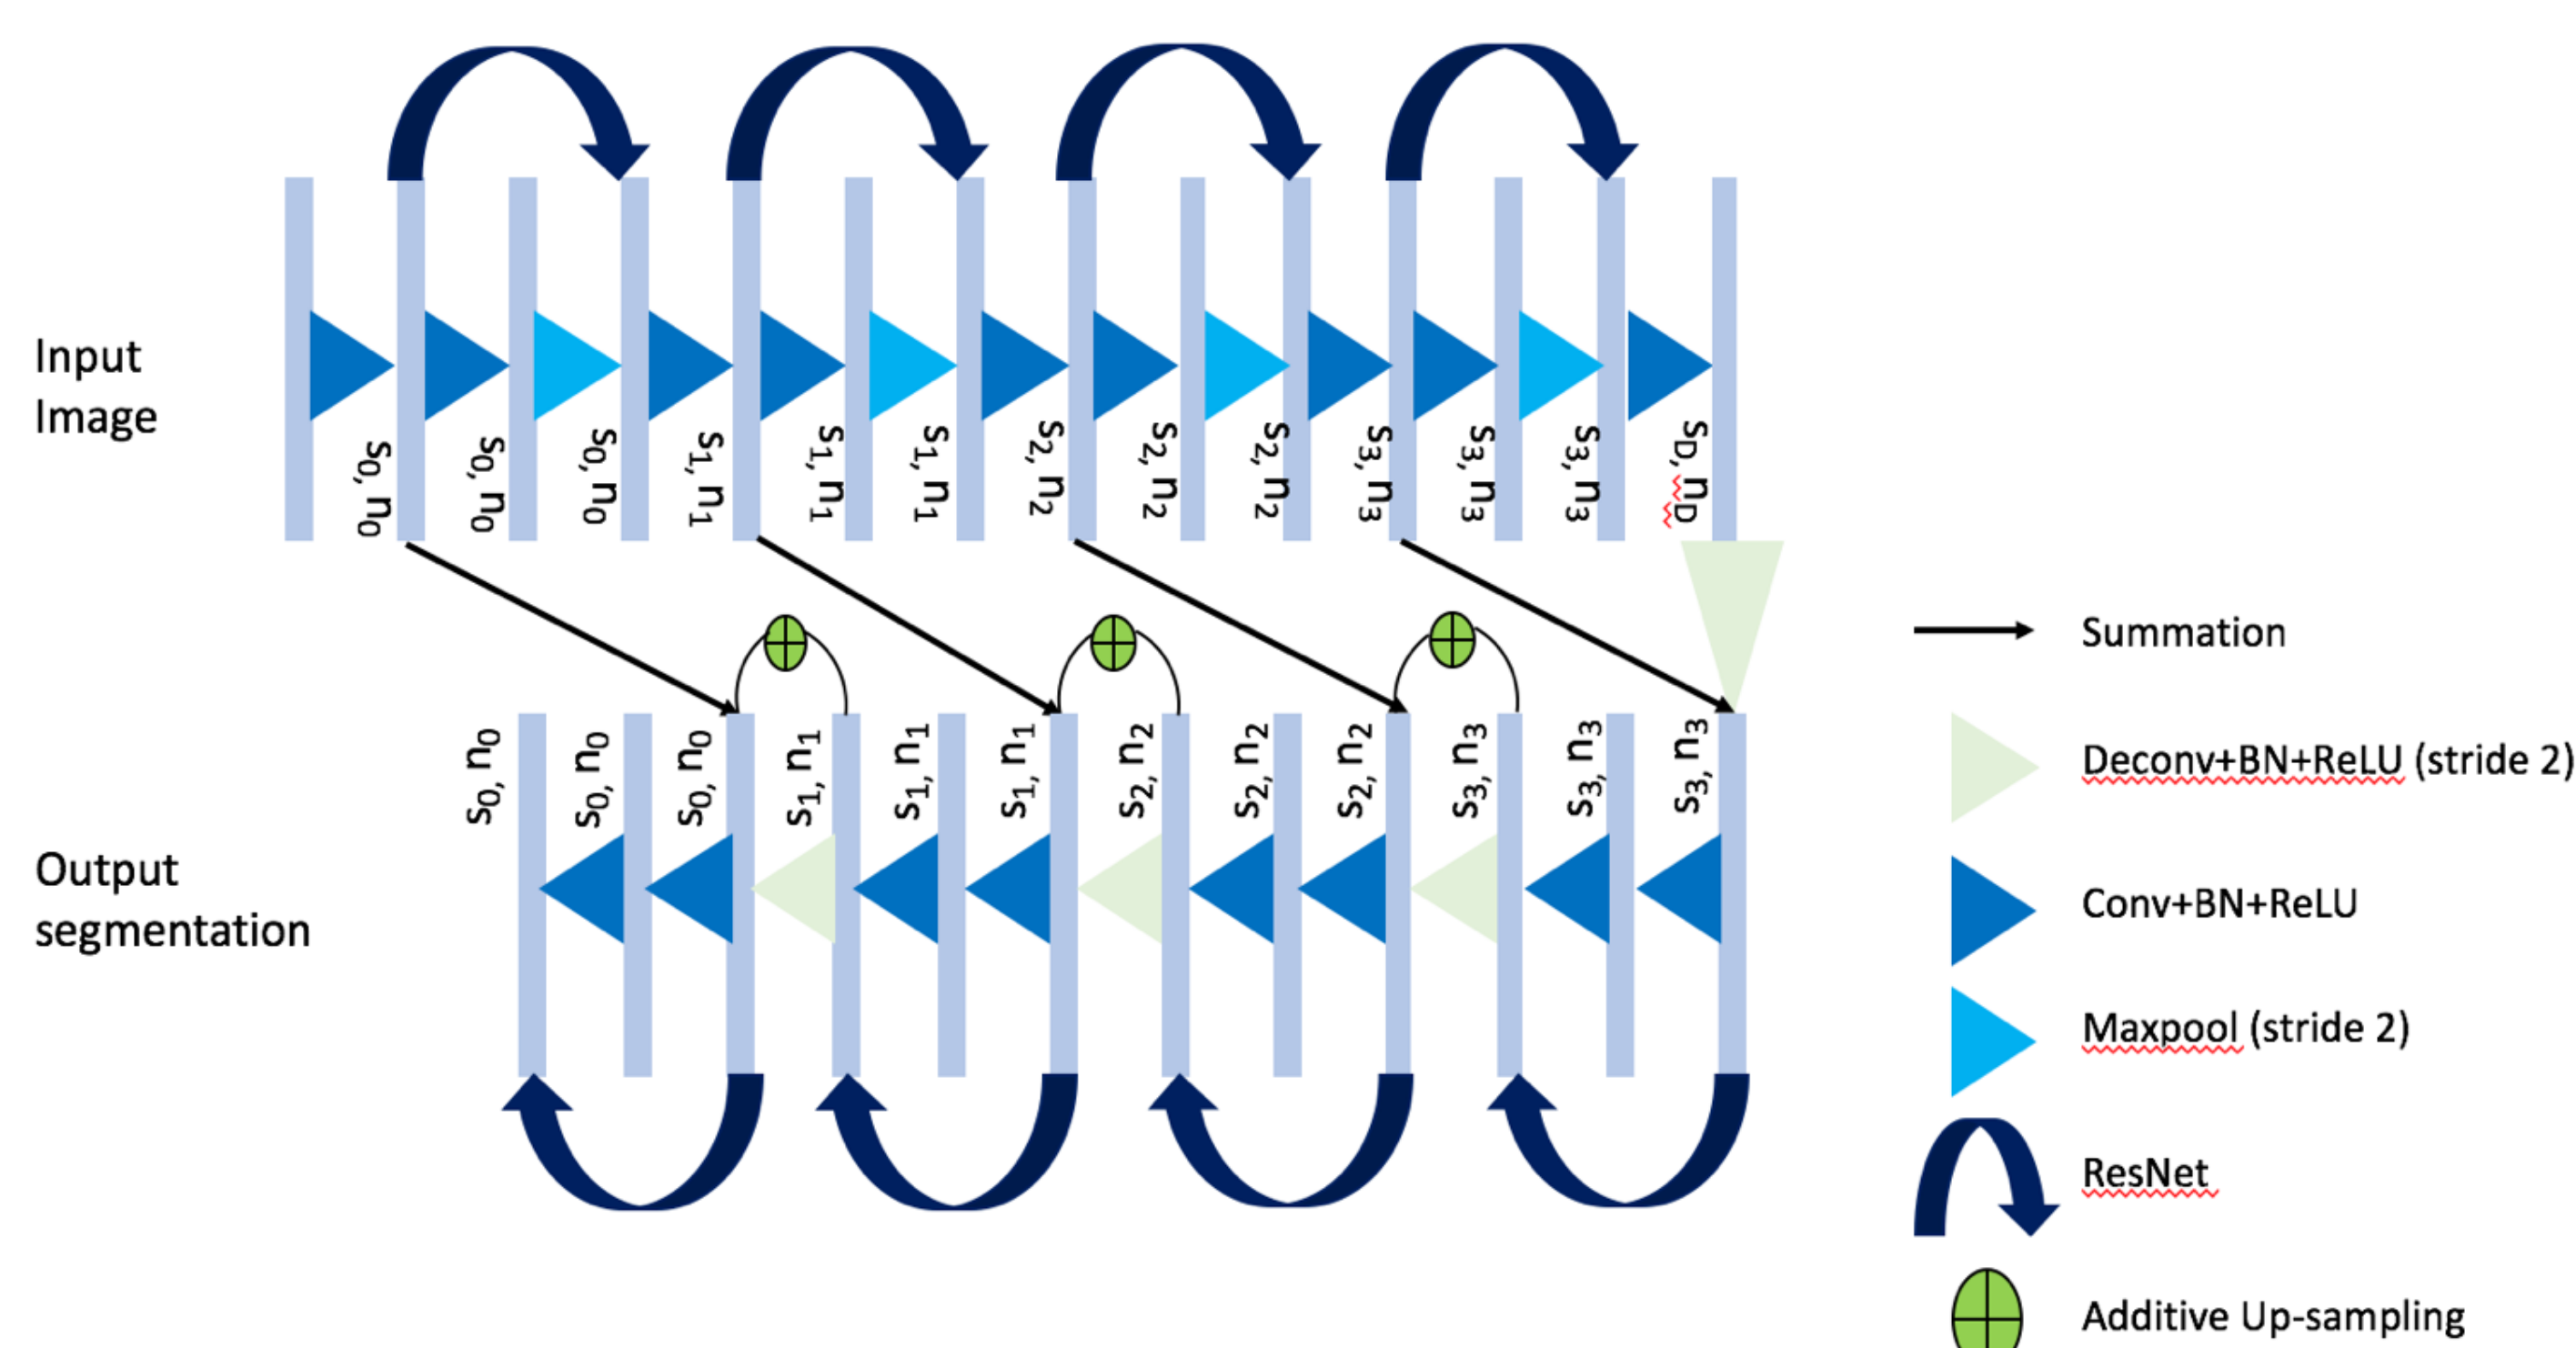 Input
Image
s₀, n₀
s₀, n₀
s₀, n₀
s₁, n₁
s₁, n₁
s₁, n₁
s₂, n₂
s₂, n₂
s₂, n₂
s₃, n₃
s₃, n₃
s₃, n₃
s_D, n_D
Output
segmentation
s₀, n₀
s₀, n₀
s₀, n₀
s₁, n₁
s₁, n₁
s₁, n₁
s₂, n₂
s₂, n₂
s₂, n₂
s₃, n₃
s₃, n₃
s₃, n₃
Summation
Deconv+BN+ReLU (stride 2)
Conv+BN+ReLU
Maxpool (stride 2)
ResNet
Additive Up-sampling